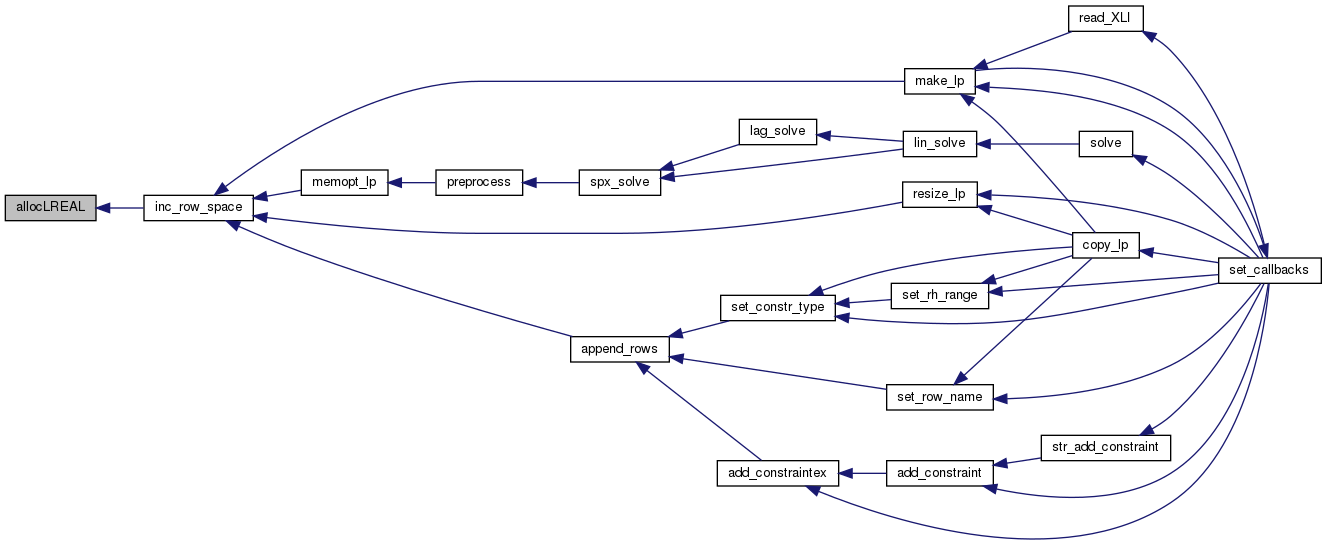 read_XLI
make_lp
lag_solve
lin_solve
solve
memopt_lp
preprocess
spx_solve
resize_lp
allocLREAL
inc_row_space
copy_lp
set_callbacks
set_rh_range
set_constr_type
append_rows
set_row_name
str_add_constraint
add_constraintex
add_constraint